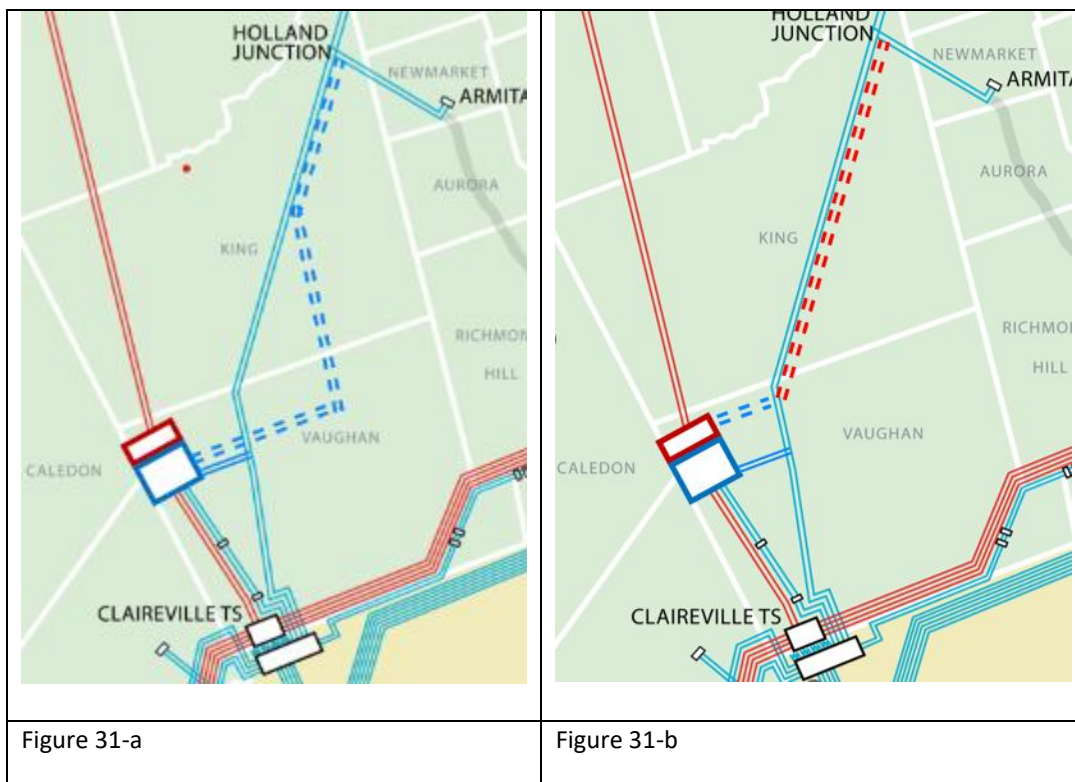 HOLLAND
JUNCTION
NEWMARKET
ARMITA
AURORA
KING
RICHMON
HILL
VAUGHAN
CALEDON
CLAIREVILLE TS
Figure 31-a
HOLLAND
JUNCTION
NEWMARKET
ARMITA
AURORA
KING
RICHMO
HILL
VAUGHAN
CALEDON
CLAIREVILLE TS
Figure 31-b